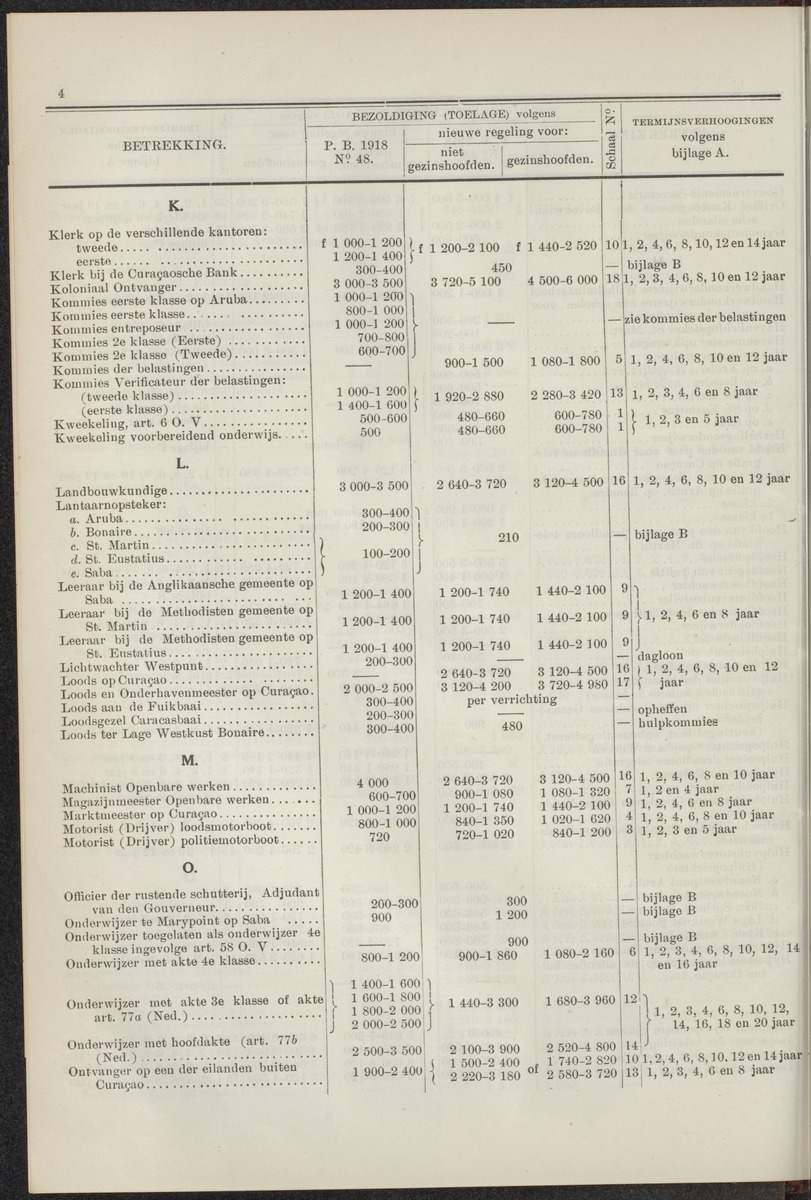 4
BETREKKING.
BEZOLDIGING (TOELAGE) volgens
P. B. 1918 Nº 48.
nieuwe regeling voor:
niet gezinshoofden.
gezinshoofden.
Schaal Nº.
TERMIJNSVERHOOGINGEN volgens bijlage A.
K.
Klerk op de verschillende kantoren:
tweede..... f 1 000-1 200 } f 1 200-2 100 f 1 440-2 520 10 1, 2, 4, 6, 8, 10, 12 en 14 jaar
eerste..... 1 200-1 400
Klerk bij de Curaçaosche Bank..... 300-400 450 — bijlage B
Koloniaal Ontvanger..... 3 000-3 500 3 720-5 100 4 500-6 000 18 1, 2, 3, 4, 6, 8, 10 en 12 jaar
Kommies eerste klasse op Aruba..... 1 000-1 200
Kommies eerste klasse..... 800-1 000
Kommies entreposeur..... 1 000-1 200 } — — zie kommies der belastingen
Kommies 2e klasse (Eerste)..... 700-800
Kommies 2e klasse (Tweede)..... 600-700
Kommies der belastingen..... — 900-1 500 1 080-1 800 5 1, 2, 4, 6, 8, 10 en 12 jaar
Kommies Verificateur der belastingen:
(tweede klasse)..... 1 000-1 200 } 1 920-2 880 2 280-3 420 13 1, 2, 3, 4, 6 en 8 jaar
(eerste klasse)..... 1 400-1 600
Kweekeling, art. 6 O. V..... 500-600 480-660 600-780 1 } 1, 2, 3 en 5 jaar
Kweekeling voorbereidend onderwijs..... 500 480-660 600-780 1
L.
Landbouwkundige..... 3 000-3 500 2 640-3 720 3 120-4 500 16 1, 2, 4, 6, 8, 10 en 12 jaar
Lantaarnopsteker:
a. Aruba..... 300-400
b. Bonaire..... 200-300 } 210 — bijlage B
c. St. Martin.....
d. St. Eustatius..... } 100-200
e. Saba.....
Leeraar bij de Anglikaansche gemeente op
Saba..... 1 200-1 400 1 200-1 740 1 440-2 100 9
Leeraar bij de Methodisten gemeente op
St. Martin..... 1 200-1 400 1 200-1 740 1 440-2 100 9 } 1, 2, 4, 6 en 8 jaar
Leeraar bij de Methodisten gemeente op
St. Eustatius..... 1 200-1 400 1 200-1 740 1 440-2 100 9
Lichtwachter Westpunt..... 200-300 — — dagloon
Loods op Curaçao..... — 2 640-3 720 3 120-4 500 16 } 1, 2, 4, 6, 8, 10 en 12
Loods en Onderhavenmeester op Curaçao. 2 000-2 500 3 120-4 200 3 720-4 980 17 jaar
Loods aan de Fuikbaai..... 300-400 per verrichting —
Loodsgezel Caracasbaai..... 200-300 — — opheffen
Loods ter Lage Westkust Bonaire..... 300-400 480 — hulpkommies
M.
Machinist Openbare werken..... 4 000 2 640-3 720 3 120-4 500 16 1, 2, 4, 6, 8 en 10 jaar
Magazijnmeester Openbare werken..... 600-700 900-1 080 1 080-1 320 7 1, 2 en 4 jaar
Marktmeester op Curaçao..... 1 000-1 200 1 200-1 740 1 440-2 100 9 1, 2, 4, 6 en 8 jaar
Motorist (Drijver) loodsmotorboot..... 800-1 000 840-1 350 1 020-1 620 4 1, 2, 4, 6, 8 en 10 jaar
Motorist (Drijver) politiemotorboot..... 720 720-1 020 840-1 200 3 1, 2, 3 en 5 jaar
O.
Officier der rustende schutterij, Adjudant
van den Gouverneur..... 200-300 300 — bijlage B
Onderwijzer te Marypoint op Saba ..... 900 1 200 — bijlage B
Onderwijzer toegelaten als onderwijzer 4e
klasse ingevolge art. 58 O. V..... — 900 — bijlage B
Onderwijzer met akte 4e klasse..... 800-1 200 900-1 860 1 080-2 160 6 1, 2, 3, 4, 6, 8, 10, 12, 14
en 16 jaar
1 400-1 600
Onderwijzer met akte 3e klasse of akte 1 600-1 800 } 1 440-3 300 1 680-3 960 12
art. 77a (Ned.)..... 1 800-2 000 } 1, 2, 3, 4, 6, 8, 10, 12,
2 000-2 500 14, 16, 18 en 20 jaar
Onderwijzer met hoofdakte (art. 77b
(Ned.)..... 2 500-3 500 2 100-3 900 2 520-4 800 14
Ontvanger op een der eilanden buiten { 1 500-2 400 of 1 740-2 820 10 1, 2, 4, 6, 8, 10, 12 en 14 jaar
Curaçao..... 1 900-2 400 2 220-3 180 2 580-3 720 13 1, 2, 3, 4, 6 en 8 jaar